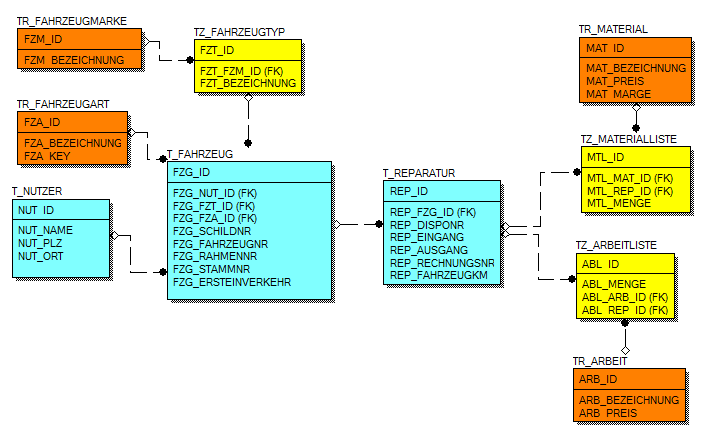 TR_FAHRZEUGMARKE
FZM_ID
FZM_BEZEICHNUNG
TZ_FAHRZEUGTYP
FZT_ID
FZT_FZM_ID (FK)
FZT_BEZEICHNUNG
TR_FAHRZEUGART
FZA_ID
FZA_BEZEICHNUNG
FZA_KEY
T_NUTZER
NUT_ID
NUT_NAME
NUT_PLZ
NUT_ORT
T_FAHRZEUG
FZG_ID
FZG_NUT_ID (FK)
FZG_FZT_ID (FK)
FZG_FZA_ID (FK)
FZG_SCHILDNR
FZG_FAHRZEUGNR
FZG_RAHMENNR
FZG_STAMMNR
FZG_ERSTEINVERKEHR
T_REPARATUR
REP_ID
REP_FZG_ID (FK)
REP_DISPONR
REP_EINGANG
REP_AUSGANG
REP_RECHNUNGSNR
REP_FAHRZEUGKM
TR_MATERIAL
MAT_ID
MAT_BEZEICHNUNG
MAT_PREIS
MAT_MARGE
TZ_MATERIALLISTE
MTL_ID
MTL_MAT_ID (FK)
MTL_REP_ID (FK)
MTL_MENGE
TZ_ARBEITLISTE
ABL_ID
ABL_MENGE
ABL_ARB_ID (FK)
ABL_REP_ID (FK)
TR_ARBEIT
ARB_ID
ARB_BEZEICHNUNG
ARB_PREIS